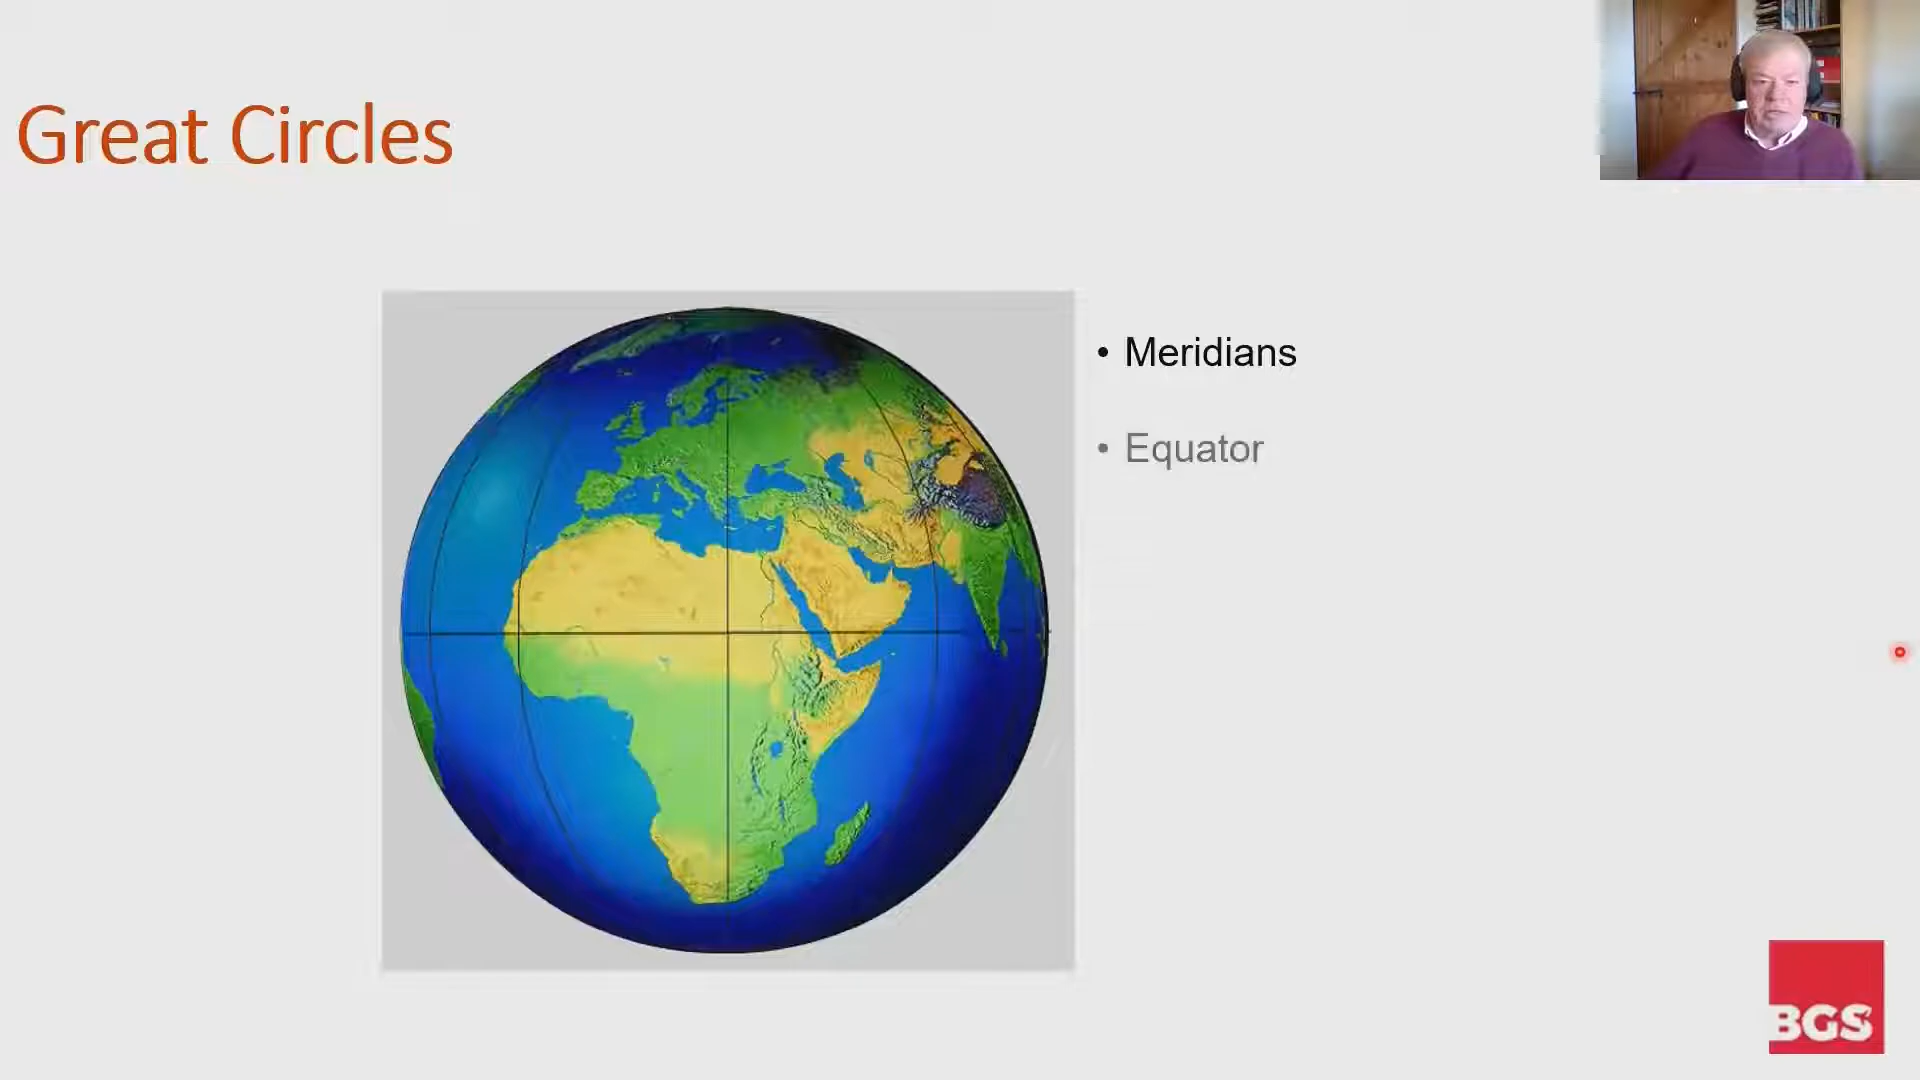 Great Circles
• Meridians
• Equator
BGS